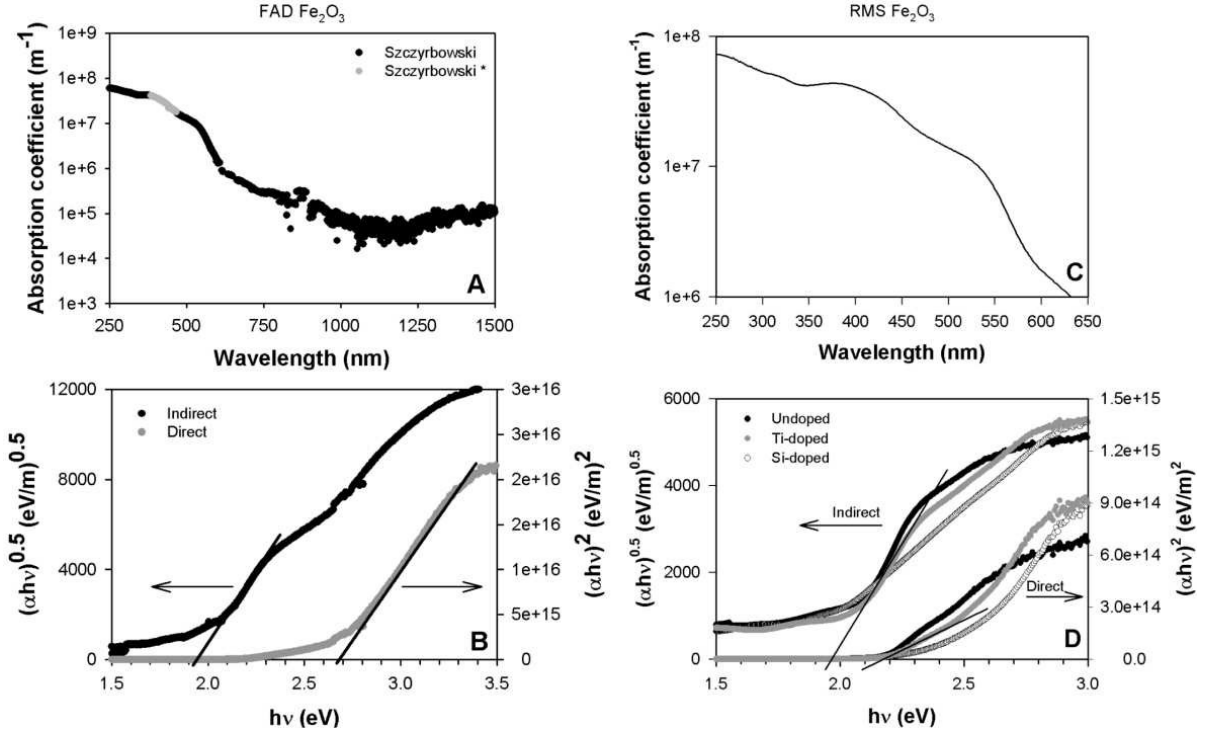 FAD Fe₂O₃
Absorption coefficient (m⁻¹)
1e+9
1e+8
1e+7
1e+6
1e+5
1e+4
1e+3
Szczyrbowski
Szczyrbowski *
A
250 500 750 1000 1250 1500
Wavelength (nm)
RMS Fe₂O₃
Absorption coefficient (m⁻¹)
1e+8
1e+7
1e+6
C
250 300 350 400 450 500 550 600 650
Wavelength (nm)
(αhν)^0.5 (eV/m)^0.5
12000
8000
4000
0
Indirect
Direct
B
3e+16
3e+16
2e+16
2e+16
1e+16
5e+15
0
(αhν)² (eV/m)²
1.5 2.0 2.5 3.0 3.5
hν (eV)
(αhν)^0.5 (eV/m)^0.5
6000
4000
2000
0
Undoped
Ti-doped
Si-doped
Indirect
Direct
D
1.5e+15
1.2e+15
9.0e+14
6.0e+14
3.0e+14
0.0
(αhν)² (eV/m)²
1.5 2.0 2.5 3.0
hν (eV)